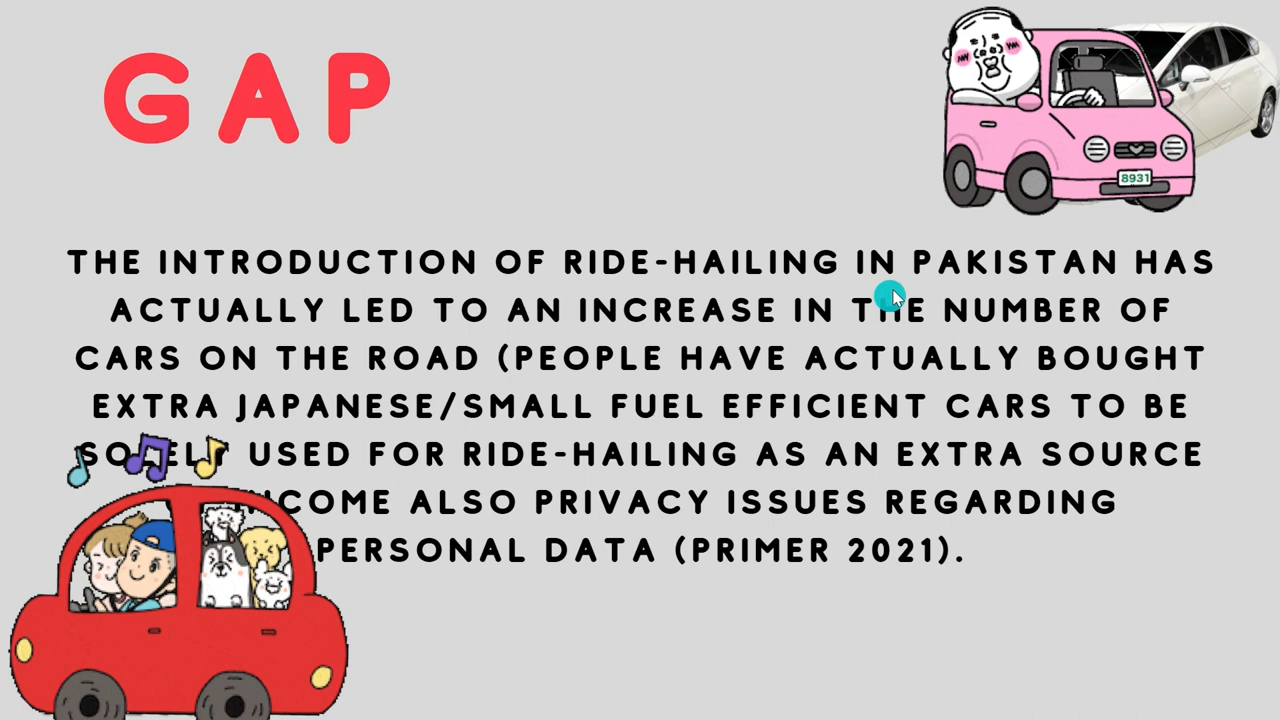 GAP
8931
THE INTRODUCTION OF RIDE-HAILING IN PAKISTAN HAS
ACTUALLY LED TO AN INCREASE IN THE NUMBER OF
CARS ON THE ROAD (PEOPLE HAVE ACTUALLY BOUGHT
EXTRA JAPANESE/SMALL FUEL EFFICIENT CARS TO BE
SOLELY USED FOR RIDE-HAILING AS AN EXTRA SOURCE
INCOME ALSO PRIVACY ISSUES REGARDING
PERSONAL DATA (PRIMER 2021).